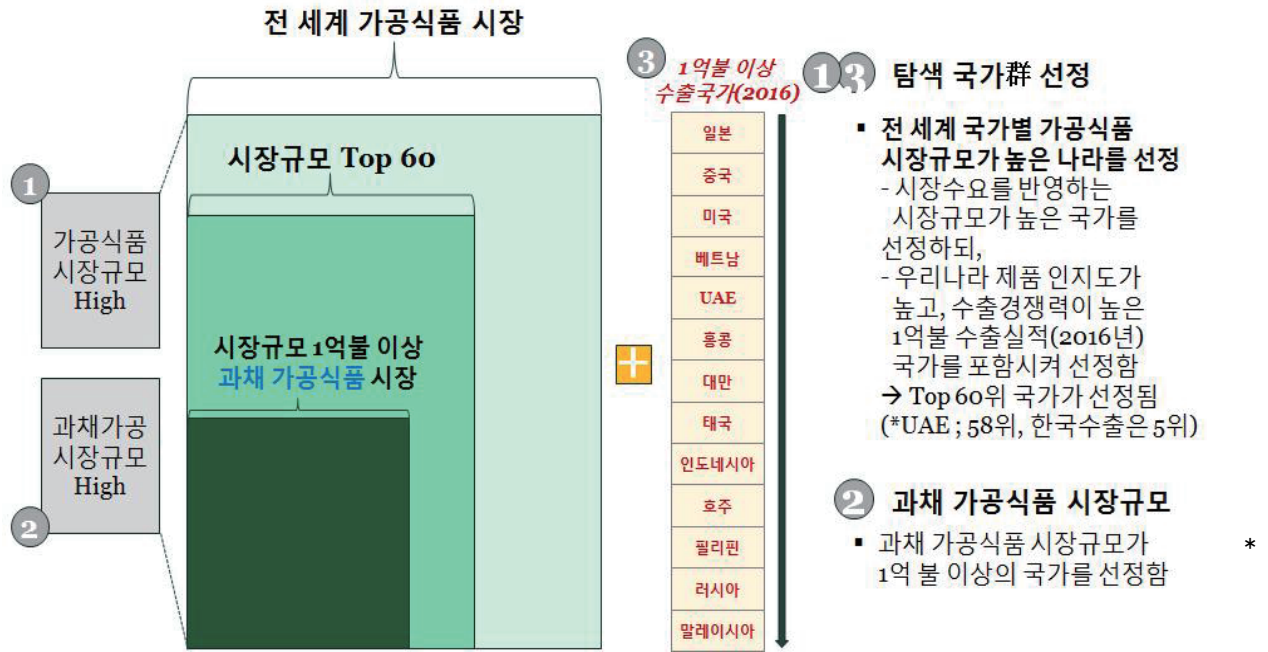 전 세계 가공식품 시장
시장규모 Top 60
1
가공식품
시장규모
High
시장규모 1억불 이상
과채 가공식품 시장
과채가공
시장규모
High
2
3
1억불 이상
수출국가(2016)
일본
중국
미국
베트남
UAE
홍콩
대만
태국
인도네시아
호주
필리핀
러시아
말레이시아
1 3 탐색 국가群 선정
▪ 전 세계 국가별 가공식품
시장규모가 높은 나라를 선정
- 시장수요를 반영하는
시장규모가 높은 국가를
선정하되,
- 우리나라 제품 인지도가
높고, 수출경쟁력이 높은
1억불 수출실적(2016년)
국가를 포함시켜 선정함
→ Top 60위 국가가 선정됨
(*UAE ; 58위, 한국수출은 5위)
2 과채 가공식품 시장규모
▪ 과채 가공식품 시장규모가 *
1억 불 이상의 국가를 선정함